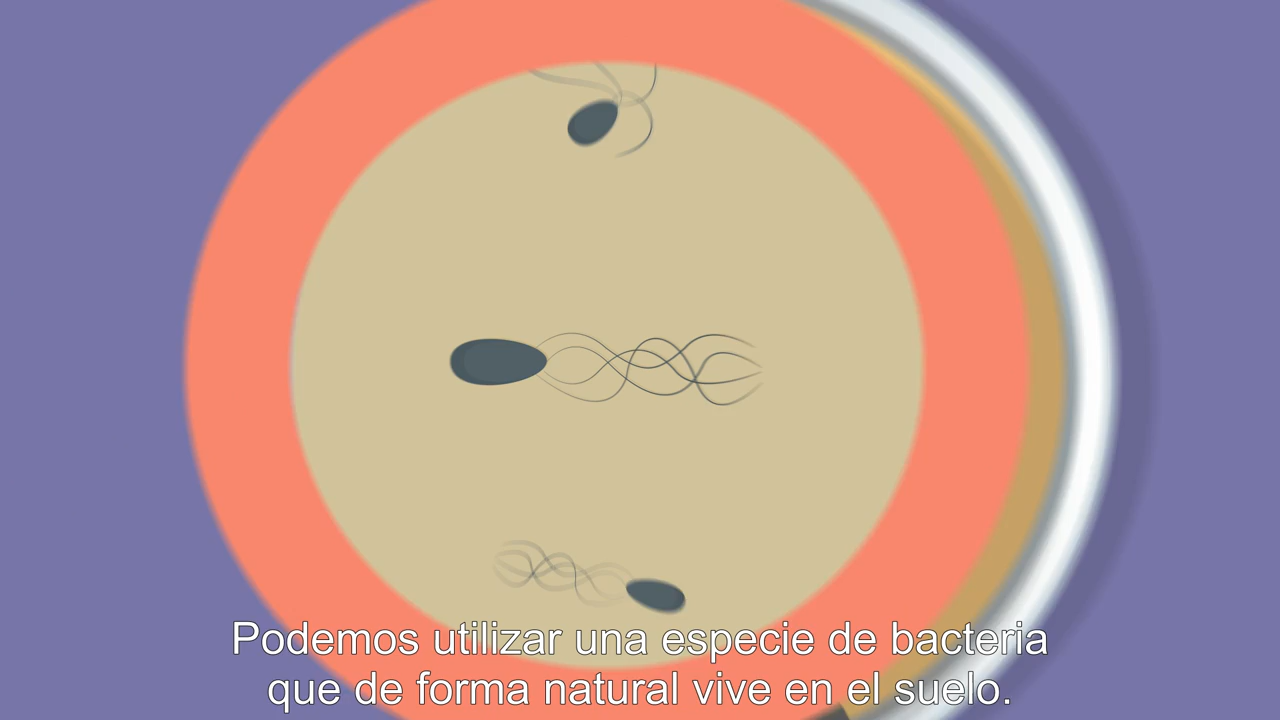 Podemos utilizar una especie de bacteria
que de forma natural vive en el suelo.